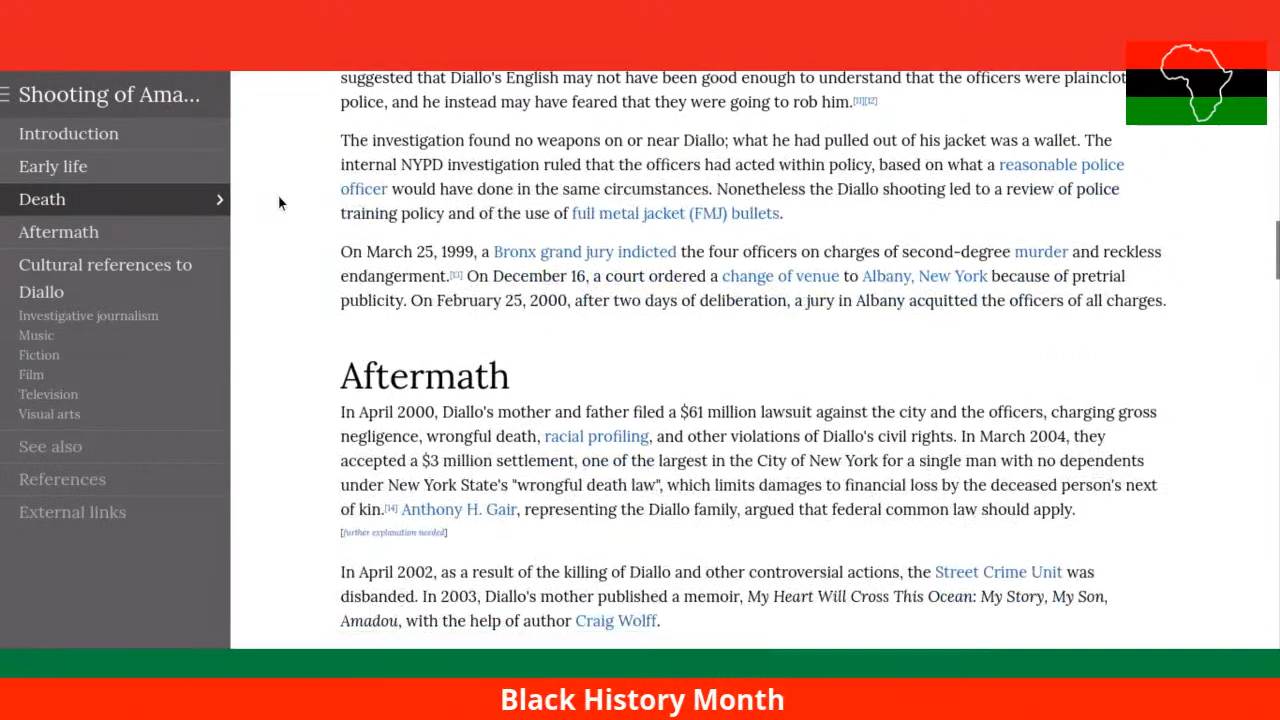 Shooting of Ama...
Introduction
Early life
Death
Aftermath
Cultural references to
Diallo
Investigative journalism
Music
Fiction
Film
Television
Visual arts
See also
References
External links
suggested that Diallo's English may not have been good enough to understand that the officers were
police, and he instead may have feared that they were going to rob him.[11][12]
The investigation found no weapons on or near Diallo; what he had pulled out of his jacket was a wallet. The
internal NYPD investigation ruled that the officers had acted within policy, based on what a reasonable police
officer would have done in the same circumstances. Nonetheless the Diallo shooting led to a review of police
training policy and of the use of full metal jacket (FMJ) bullets.
On March 25, 1999, a Bronx grand jury indicted the four officers on charges of second-degree murder and reckless
endangerment.[13] On December 16, a court ordered a change of venue to Albany, New York because of pretrial
publicity. On February 25, 2000, after two days of deliberation, a jury in Albany acquitted the officers of all charges.
Aftermath
In April 2000, Diallo's mother and father filed a $61 million lawsuit against the city and the officers, charging gross
negligence, wrongful death, racial profiling, and other violations of Diallo's civil rights. In March 2004, they
accepted a $3 million settlement, one of the largest in the City of New York for a single man with no dependents
under New York State's "wrongful death law", which limits damages to financial loss by the deceased person's next
of kin.[14] Anthony H. Gair, representing the Diallo family, argued that federal common law should apply.
[further explanation needed]
In April 2002, as a result of the killing of Diallo and other controversial actions, the Street Crime Unit was
disbanded. In 2003, Diallo's mother published a memoir, My Heart Will Cross This Ocean: My Story, My Son,
Amadou, with the help of author Craig Wolff.
Black History Month